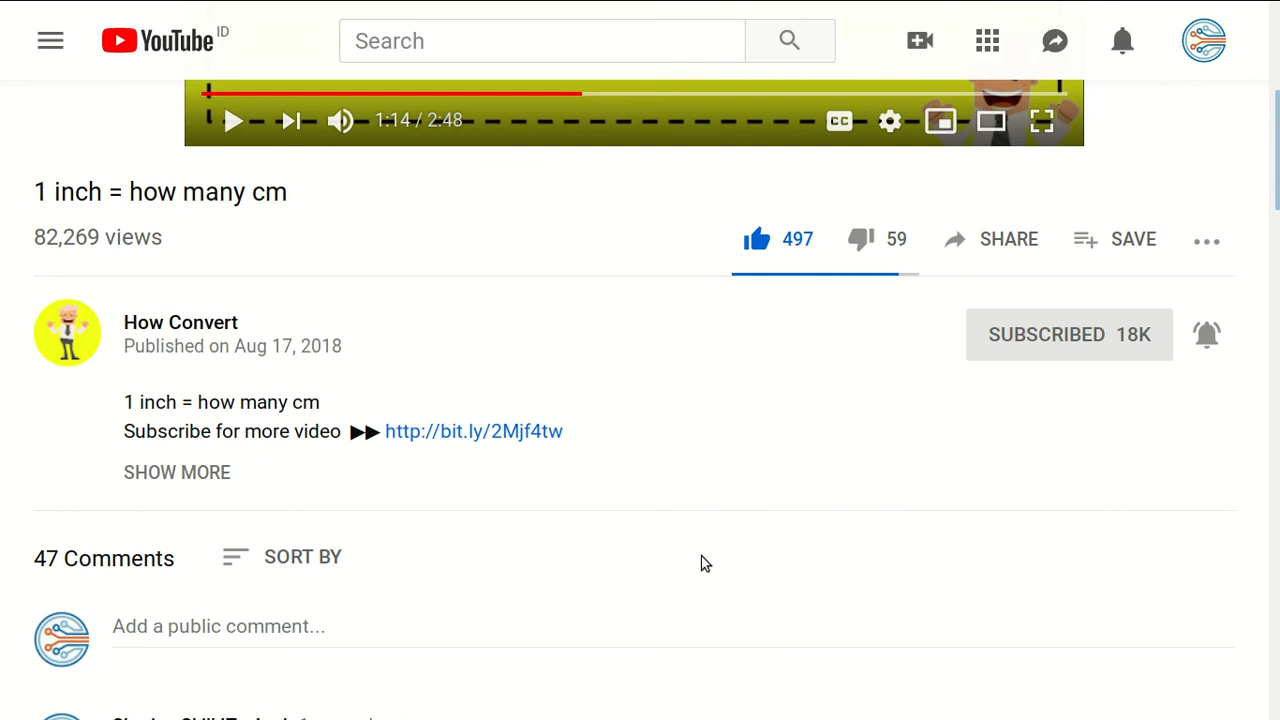 YouTube ID
Search
1:14 / 2:48
CC
1 inch = how many cm
82,269 views
497
59
SHARE
SAVE
How Convert
Published on Aug 17, 2018
SUBSCRIBED 18K
1 inch = how many cm
Subscribe for more video ▶▶ http://bit.ly/2Mjf4tw
SHOW MORE
47 Comments
SORT BY
Add a public comment...